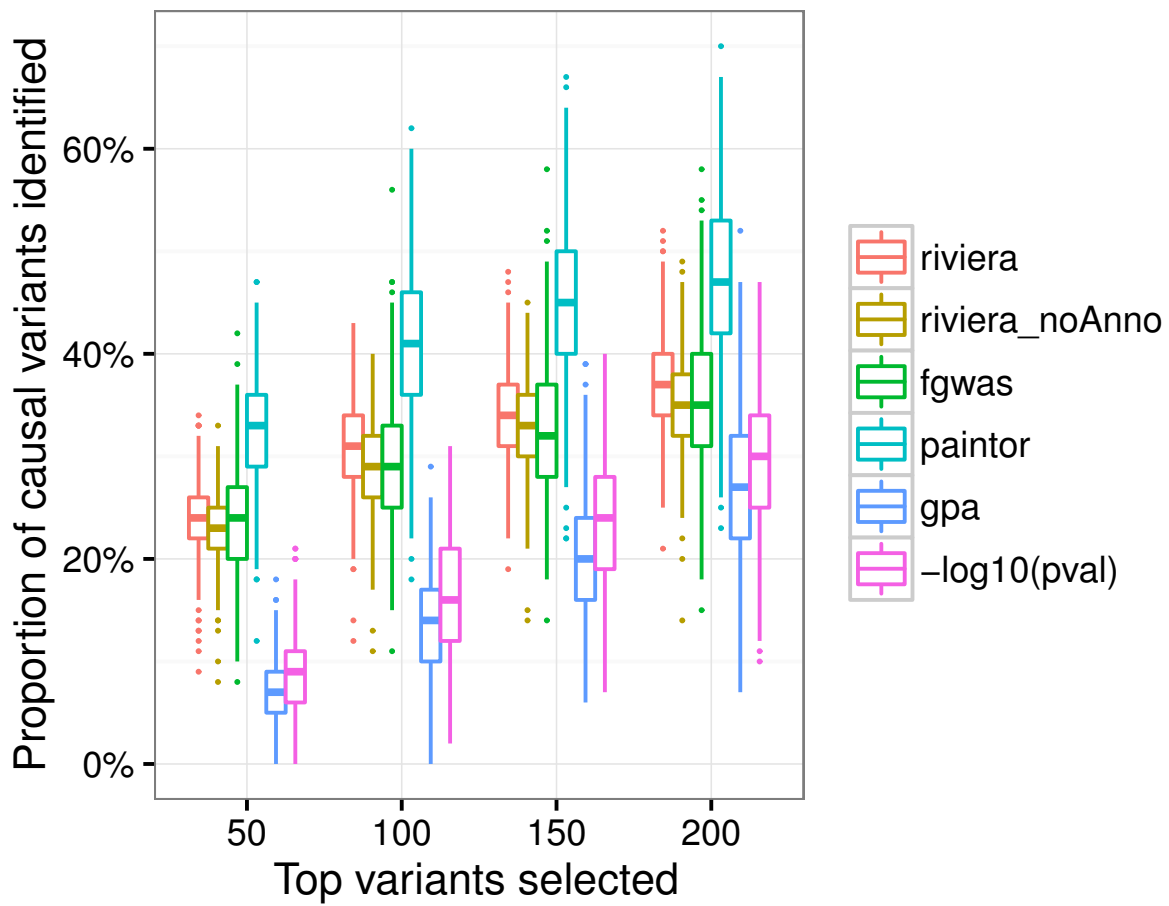 Proportion of causal variants identified
60%
40%
20%
0%
50 100 150 200
Top variants selected
riviera
riviera_noAnno
fgwas
paintor
gpa
−log10(pval)